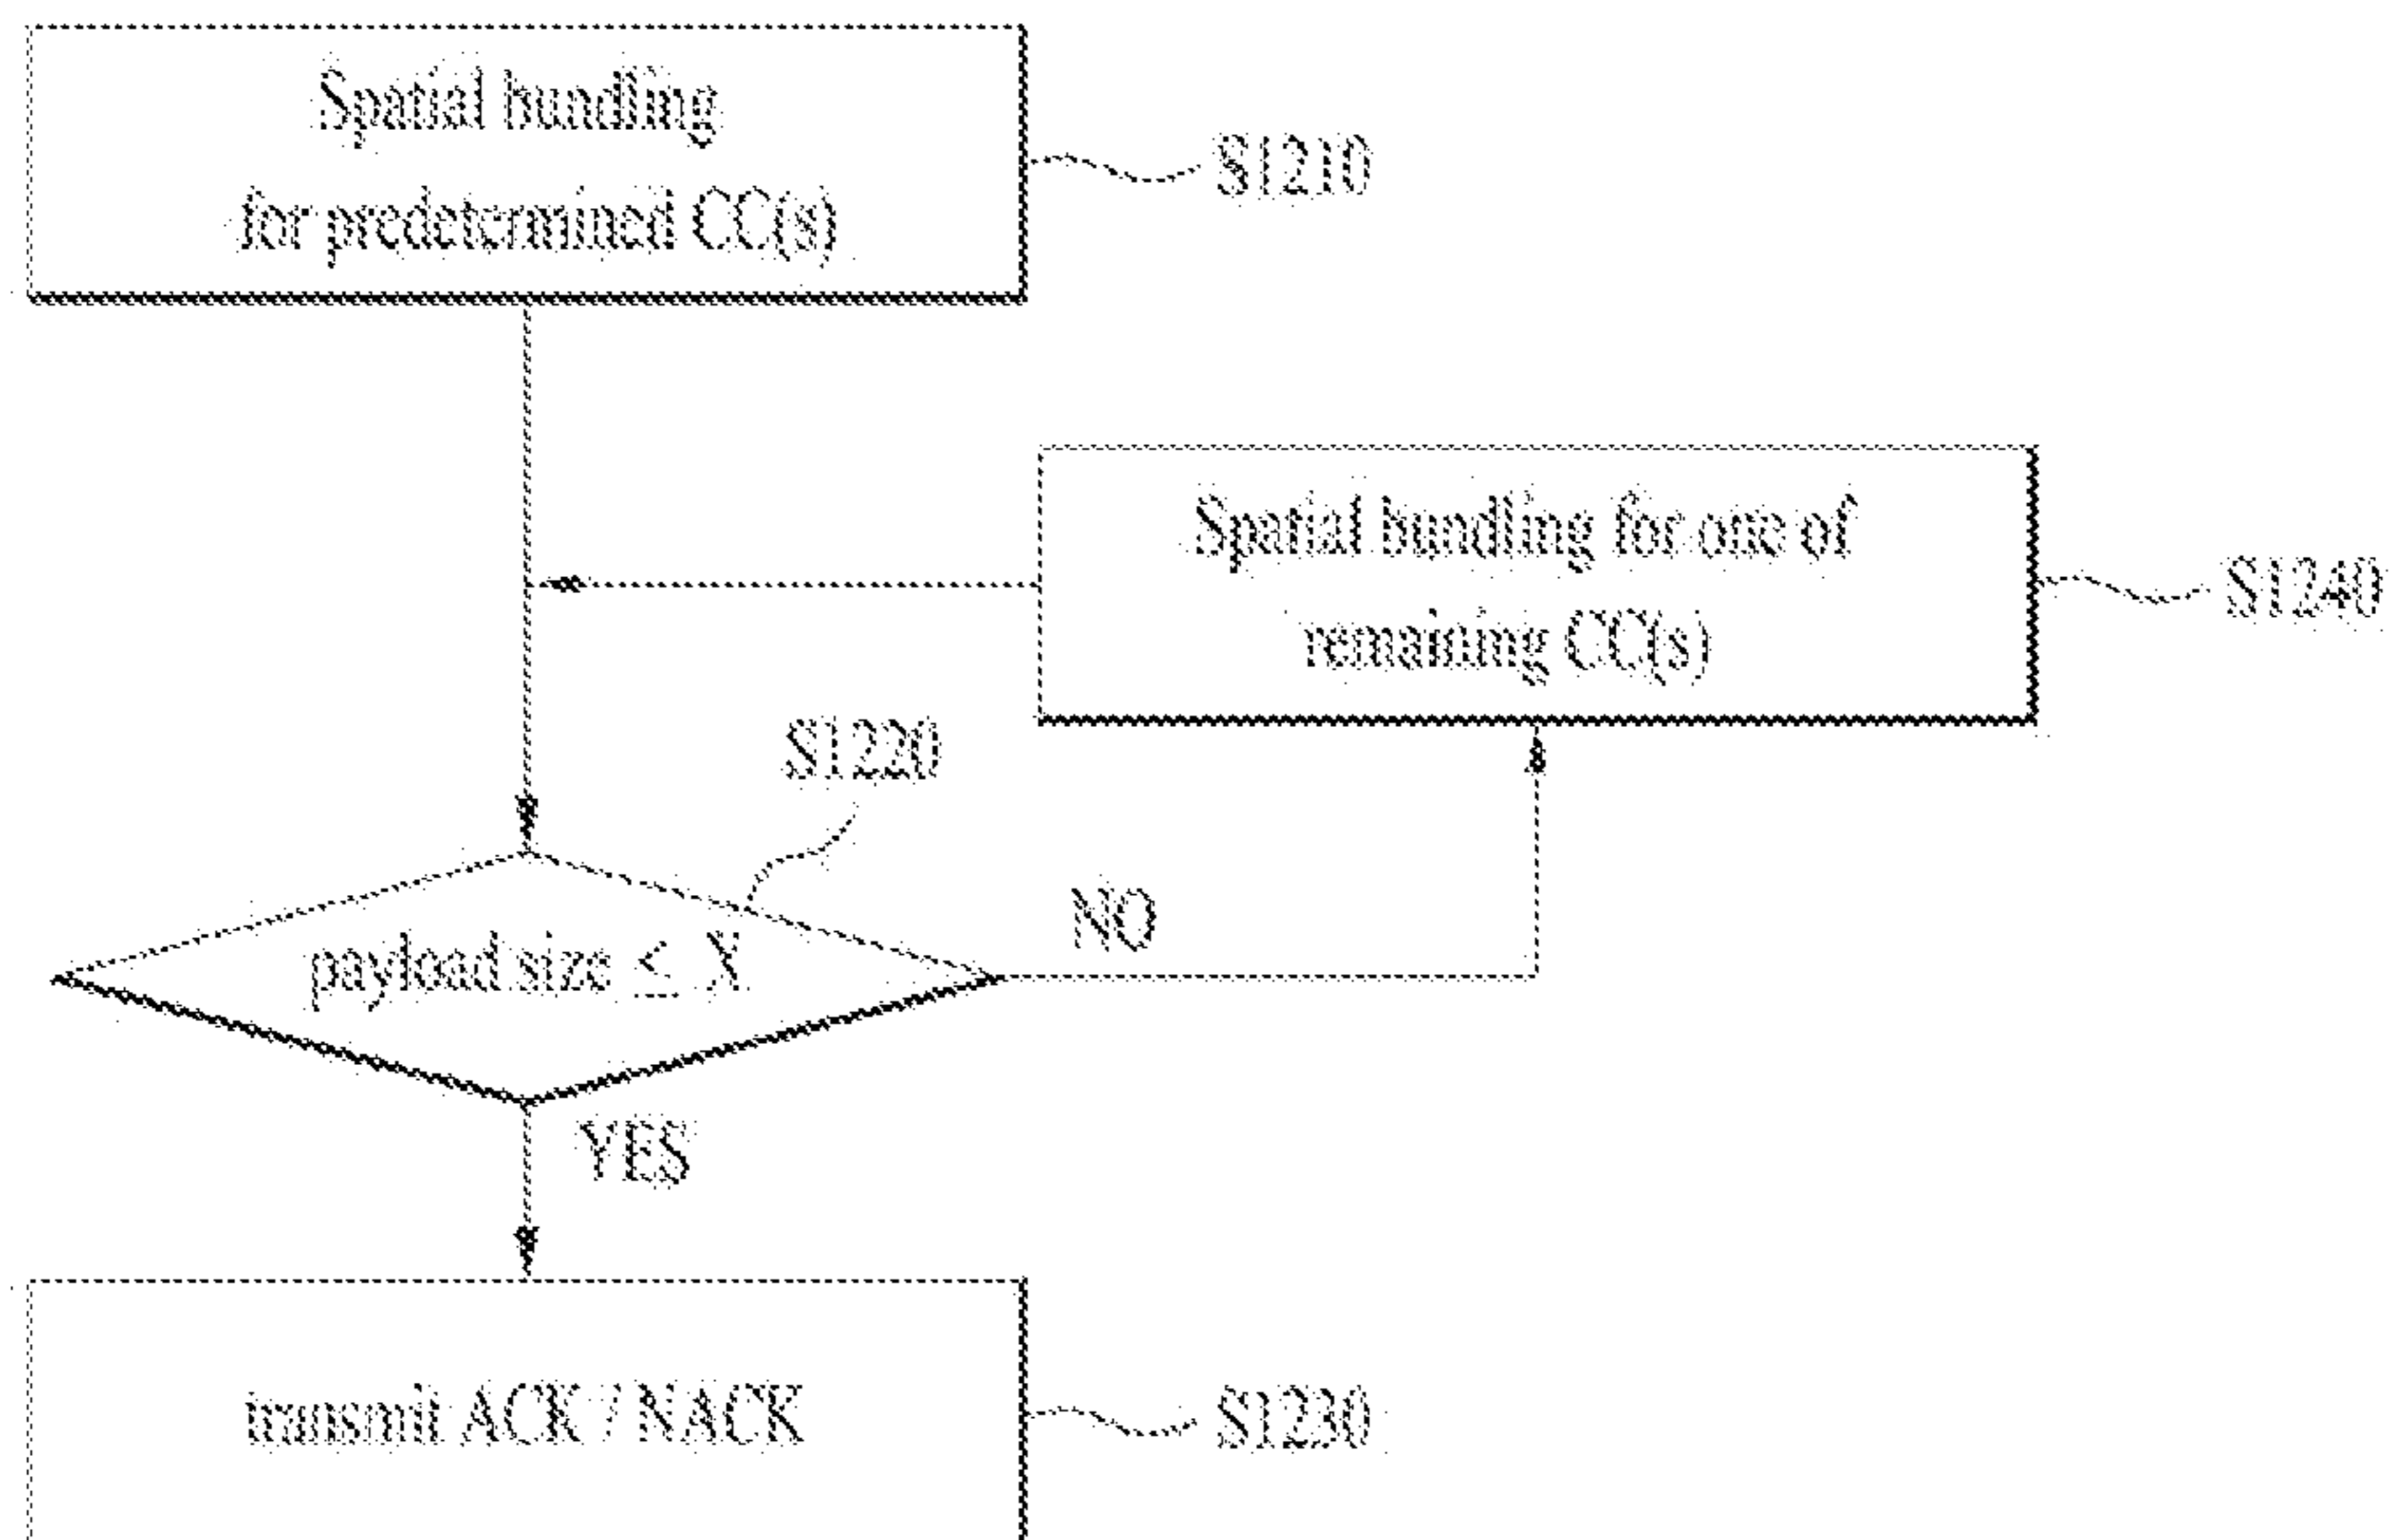 Spatial bundling
for predetermined CC(s)
S1210
Spatial bundling for one of
remaining CC(s)
S1240
S1220
NO
payload size ≤ X
YES
transmit ACK / NACK
S1230